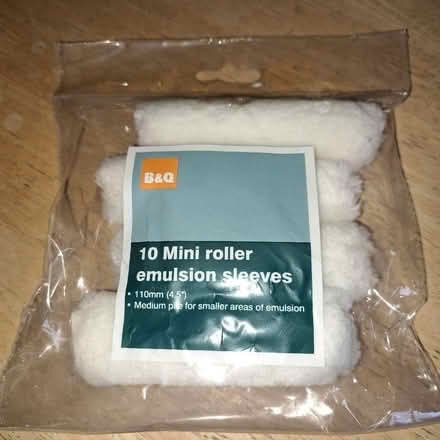 B&Q
10 Mini roller
emulsion sleeves
• 110mm (4.5")
• Medium pile for smaller areas of emulsion